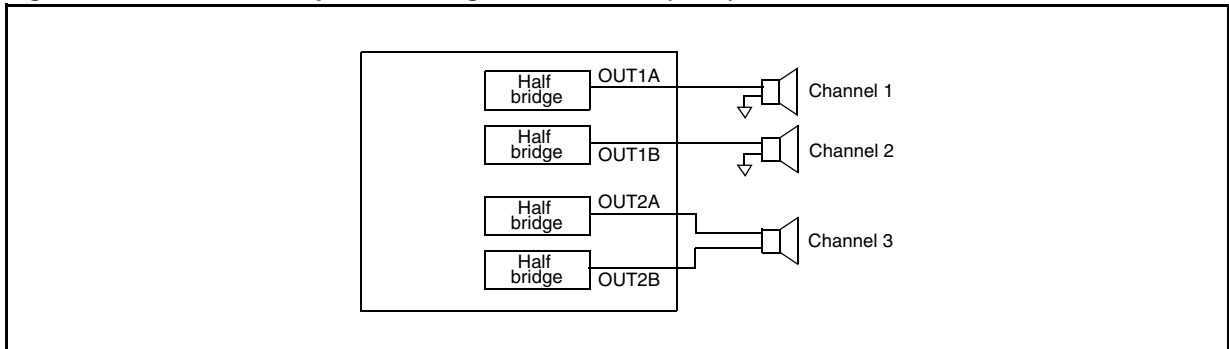 Half
bridge
OUT1A
Channel 1
Half
bridge
OUT1B
Channel 2
Half
bridge
OUT2A
Channel 3
Half
bridge
OUT2B